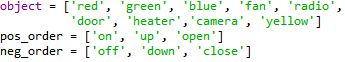 object = ['red', 'green', 'blue', 'fan', 'radio',
'door', 'heater','camera', 'yellow']
pos_order = ['on', 'up', 'open']
neg_order = ['off', 'down', 'close']